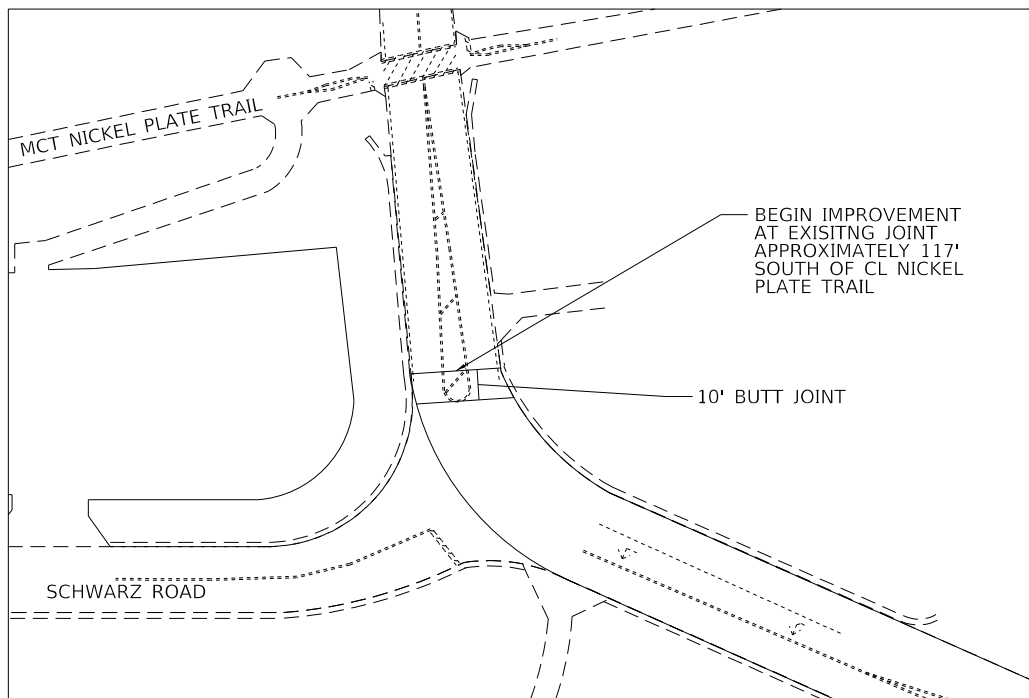 MCT NICKEL PLATE TRAIL
BEGIN IMPROVEMENT
AT EXISITNG JOINT
APPROXIMATELY 117'
SOUTH OF CL NICKEL
PLATE TRAIL
10' BUTT JOINT
SCHWARZ ROAD